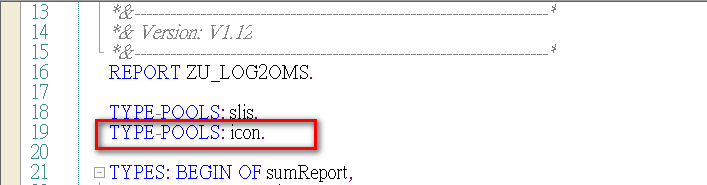 13 *&---------------------------------------------------------------------*
14 *& Version: V1.12
15 *&---------------------------------------------------------------------*
16 REPORT ZU_LOG2OMS.
17
18 TYPE-POOLS: slis.
19 TYPE-POOLS: icon.
20
21 TYPES: BEGIN OF sumReport,